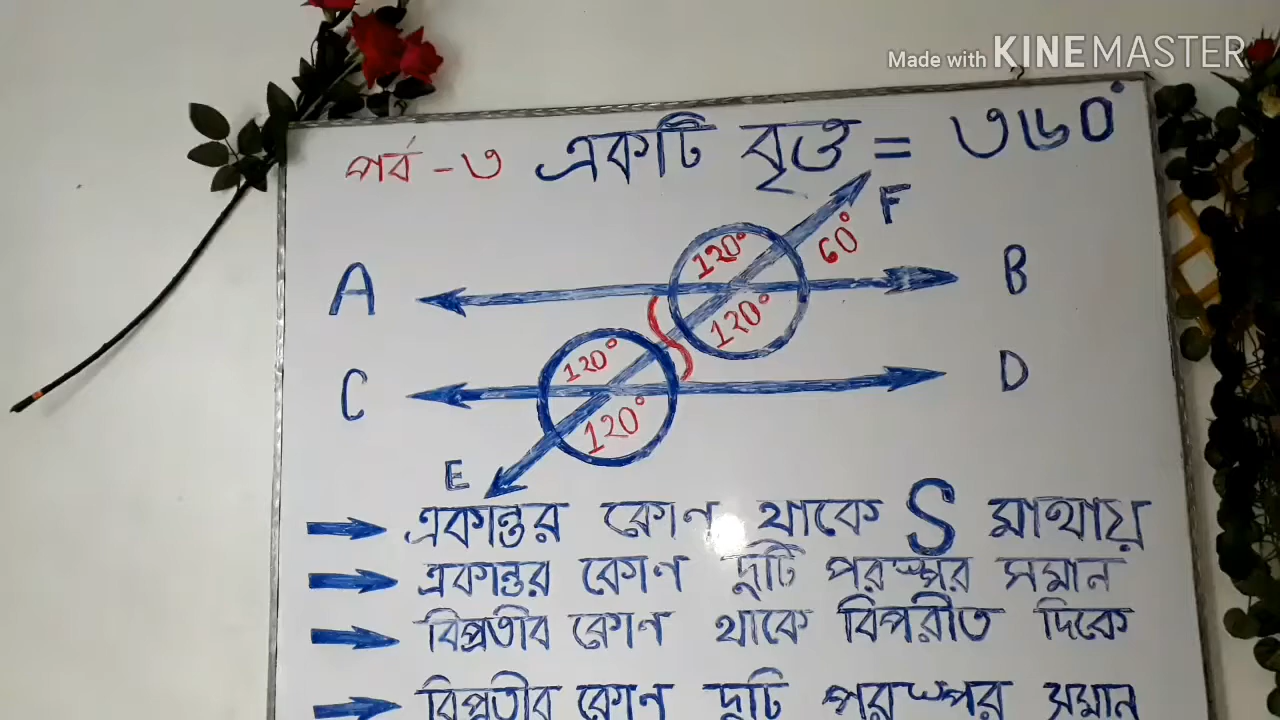 Made with KINEMASTER
পর্ব -৩ একটি বৃত্ত = ৩৬০°
F
120° 60°
A B
120°
120°
C D
120°
E
একান্তর কোণ থাকে S মাথায়
একান্তর কোণ দুটি পরস্পর সমান
বিপ্রতীব কোণ থাকে বিপরীত দিকে
বিপ্রতীব কোণ দুটি পরস্পর সমান